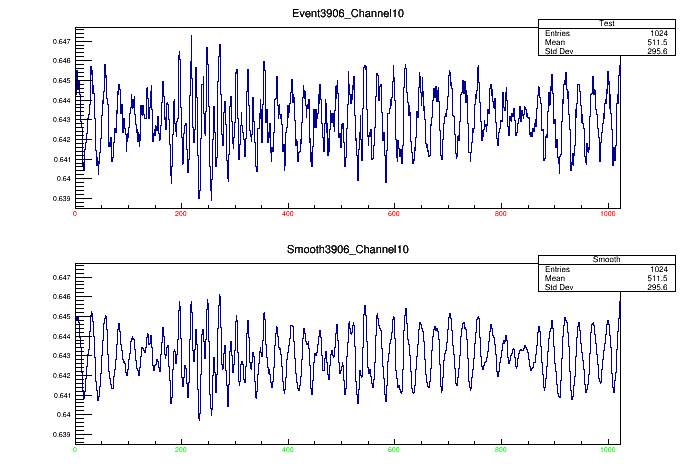 Event3906_Channel10
Test
Entries 1024
Mean 511.5
Std Dev 295.6
0.647
0.646
0.645
0.644
0.643
0.642
0.641
0.64
0.639
0 200 400 600 800 1000
Smooth3906_Channel10
Smooth
Entries 1024
Mean 511.5
Std Dev 295.6
0.647
0.646
0.645
0.644
0.643
0.642
0.641
0.64
0.639
0 200 400 600 800 1000